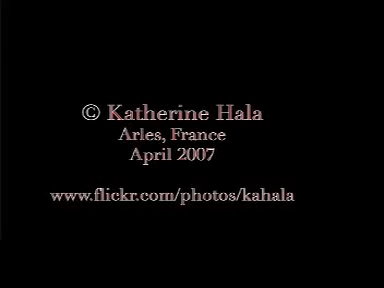 © Katherine Hala
Arles, France
April 2007
www.flickr.com/photos/kahala